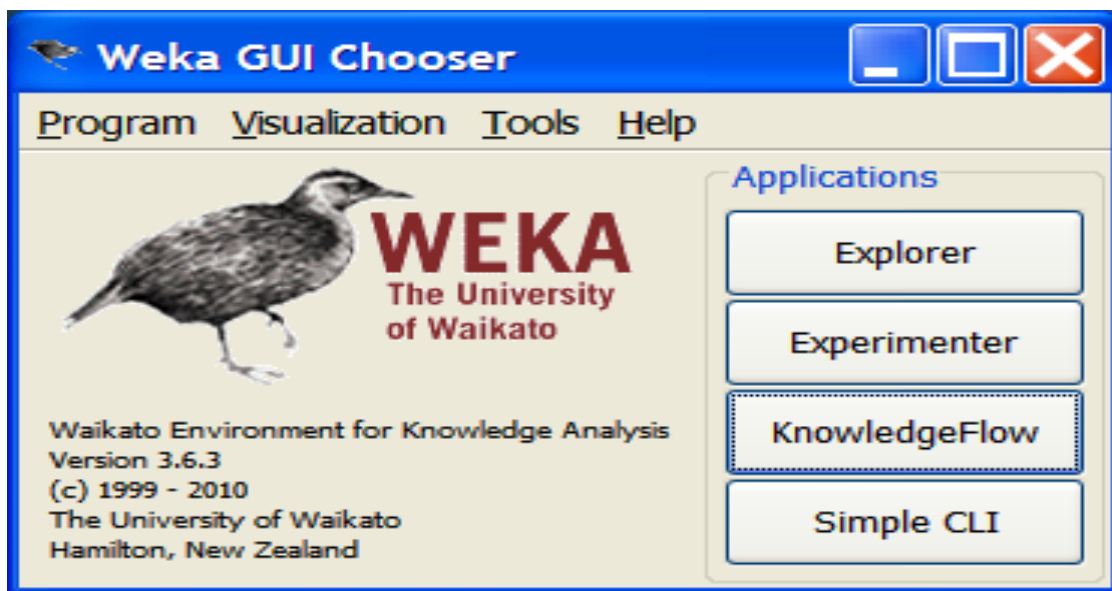 Weka GUI Chooser
Program Visualization Tools Help
WEKA
The University
of Waikato
Waikato Environment for Knowledge Analysis
Version 3.6.3
(c) 1999 - 2010
The University of Waikato
Hamilton, New Zealand
Applications
Explorer
Experimenter
KnowledgeFlow
Simple CLI